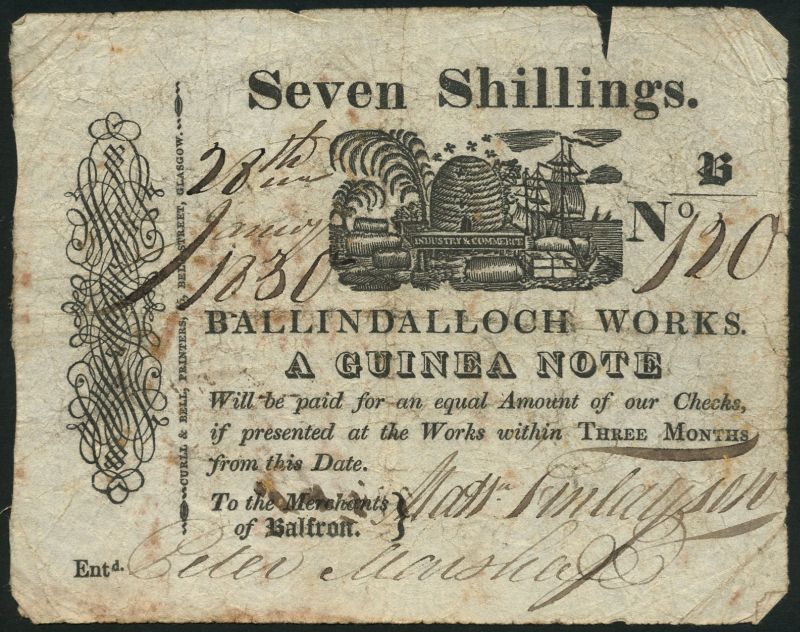 Seven Shillings.
CURLL & BELL, PRINTERS, BELL STREET, GLASGOW.
28th
1830
INDUSTRY & COMMERCE
B
No 120
BALLINDALLOCH WORKS.
A GUINEA NOTE
Will be paid for an equal Amount of our Checks,
if presented at the Works within THREE MONTHS
from this Date.
To the Merchants
of Balfron.
Mattw Finlayson
Entd. Peter Marshall